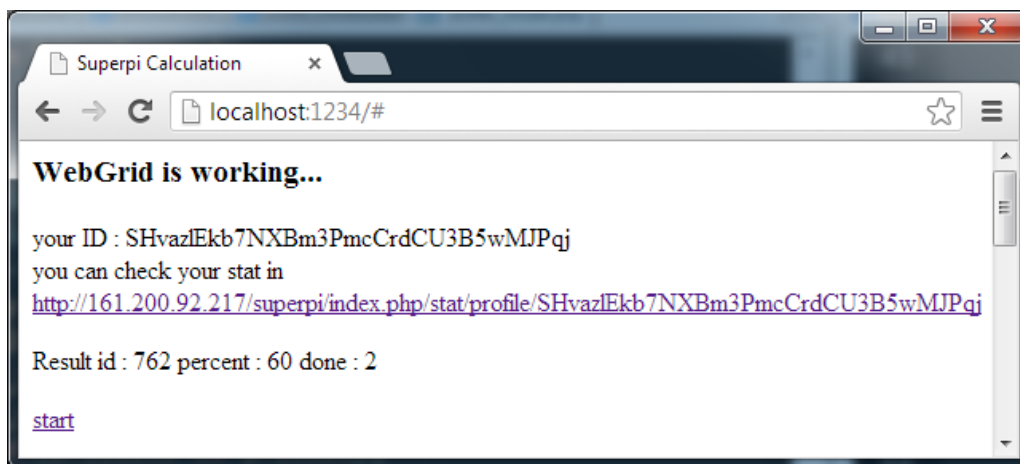 Superpi Calculation
localhost:1234/#
WebGrid is working...
your ID : SHvazlEkb7NXBm3PmcCrdCU3B5wMJPqj
you can check your stat in
http://161.200.92.217/superpi/index.php/stat/profile/SHvazlEkb7NXBm3PmcCrdCU3B5wMJPqj
Result id : 762 percent : 60 done : 2
start